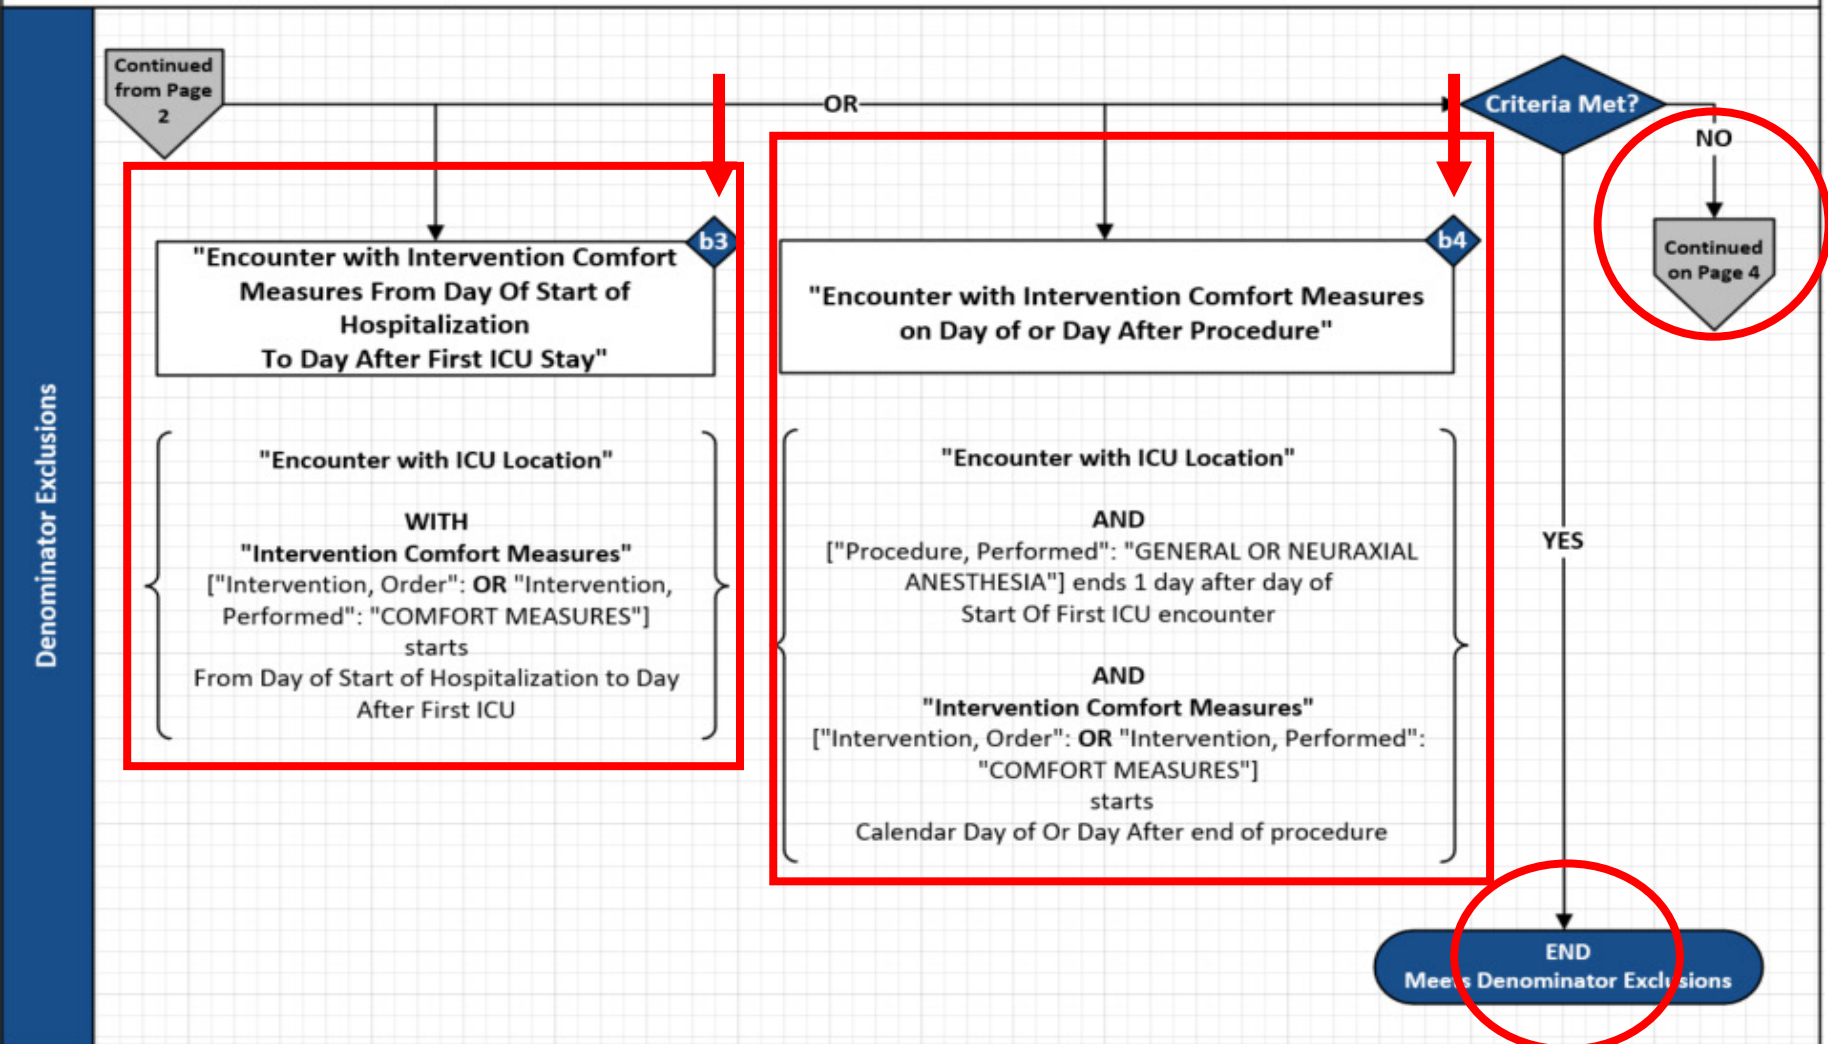 Denominator Exclusions
Continued
from Page
2
OR
Criteria Met?
NO
Continued
on Page 4
b3
"Encounter with Intervention Comfort
Measures From Day Of Start of
Hospitalization
To Day After First ICU Stay"
"Encounter with ICU Location"
WITH
"Intervention Comfort Measures"
["Intervention, Order": OR "Intervention,
Performed": "COMFORT MEASURES"]
starts
From Day of Start of Hospitalization to Day
After First ICU
b4
"Encounter with Intervention Comfort Measures
on Day of or Day After Procedure"
"Encounter with ICU Location"
AND
["Procedure, Performed": "GENERAL OR NEURAXIAL
ANESTHESIA"] ends 1 day after day of
Start Of First ICU encounter
AND
"Intervention Comfort Measures"
["Intervention, Order": OR "Intervention, Performed":
"COMFORT MEASURES"]
starts
Calendar Day of Or Day After end of procedure
YES
END
Meets Denominator Exclusions